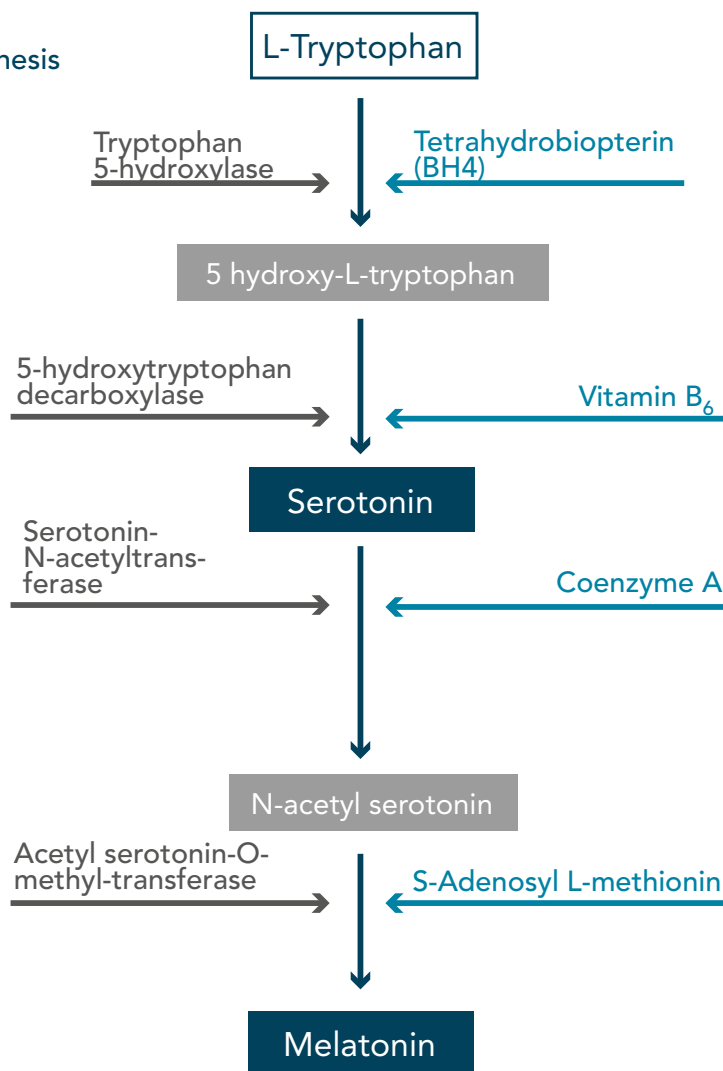 L-Tryptophan
Tryptophan
5-hydroxylase
Tetrahydrobiopterin
(BH4)
5 hydroxy-L-tryptophan
5-hydroxytryptophan
decarboxylase
Vitamin B₆
Serotonin
Serotonin-
N-acetyltrans-
ferase
Coenzyme A
N-acetyl serotonin
Acetyl serotonin-O-
methyl-transferase
S-Adenosyl L-methionin
Melatonin